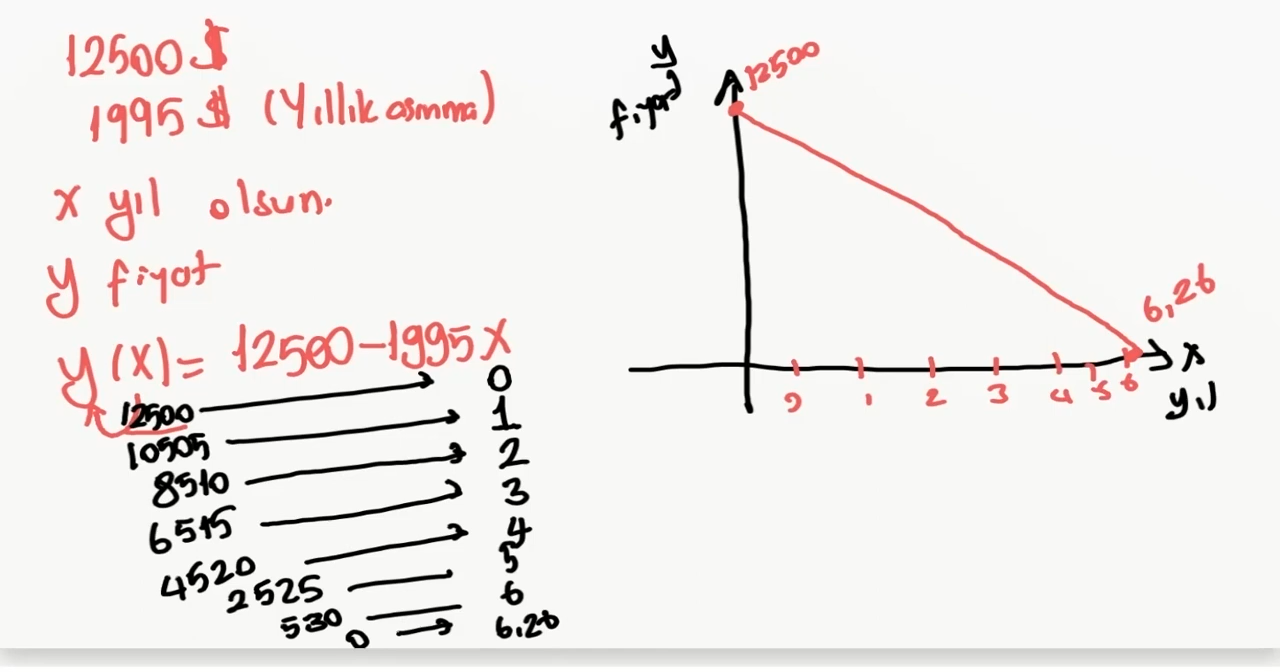 12500 $
1995 $ (Yıllık asınma)
x yıl olsun.
y fiyat
y(x) = 12500 - 1995 x
12500 → 0
10505 → 1
8510 → 2
6515 → 3
4520 → 4
2525 — 5
530 — 6
0 → 6,26
y
12500
fiyat
6,26
x
0 1 2 3 4 5 6
yıl